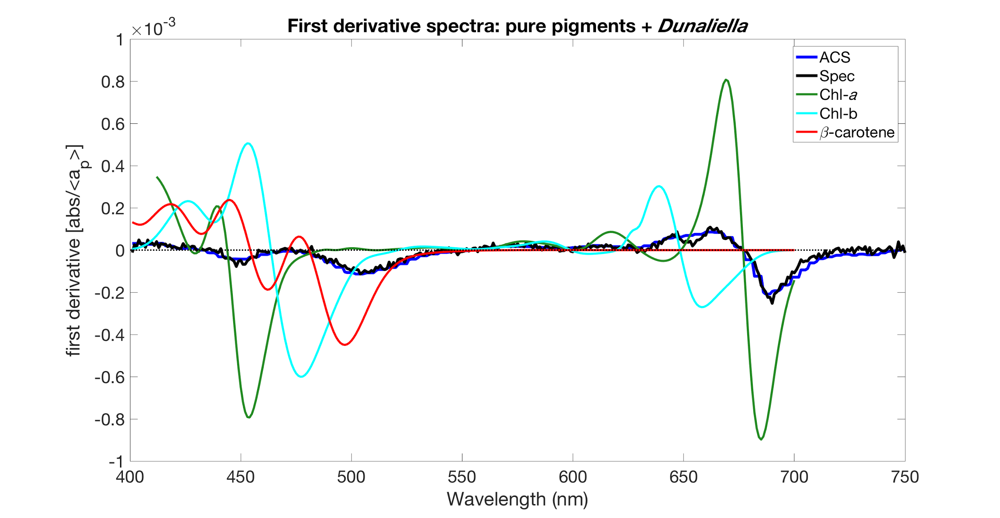 First derivative spectra: pure pigments + Dunaliella
×10-3
1
0.8
0.6
0.4
0.2
0
-0.2
-0.4
-0.6
-0.8
-1
first derivative [abs/<ap>]
400 450 500 550 600 650 700 750
Wavelength (nm)
ACS
Spec
Chl-a
Chl-b
β-carotene